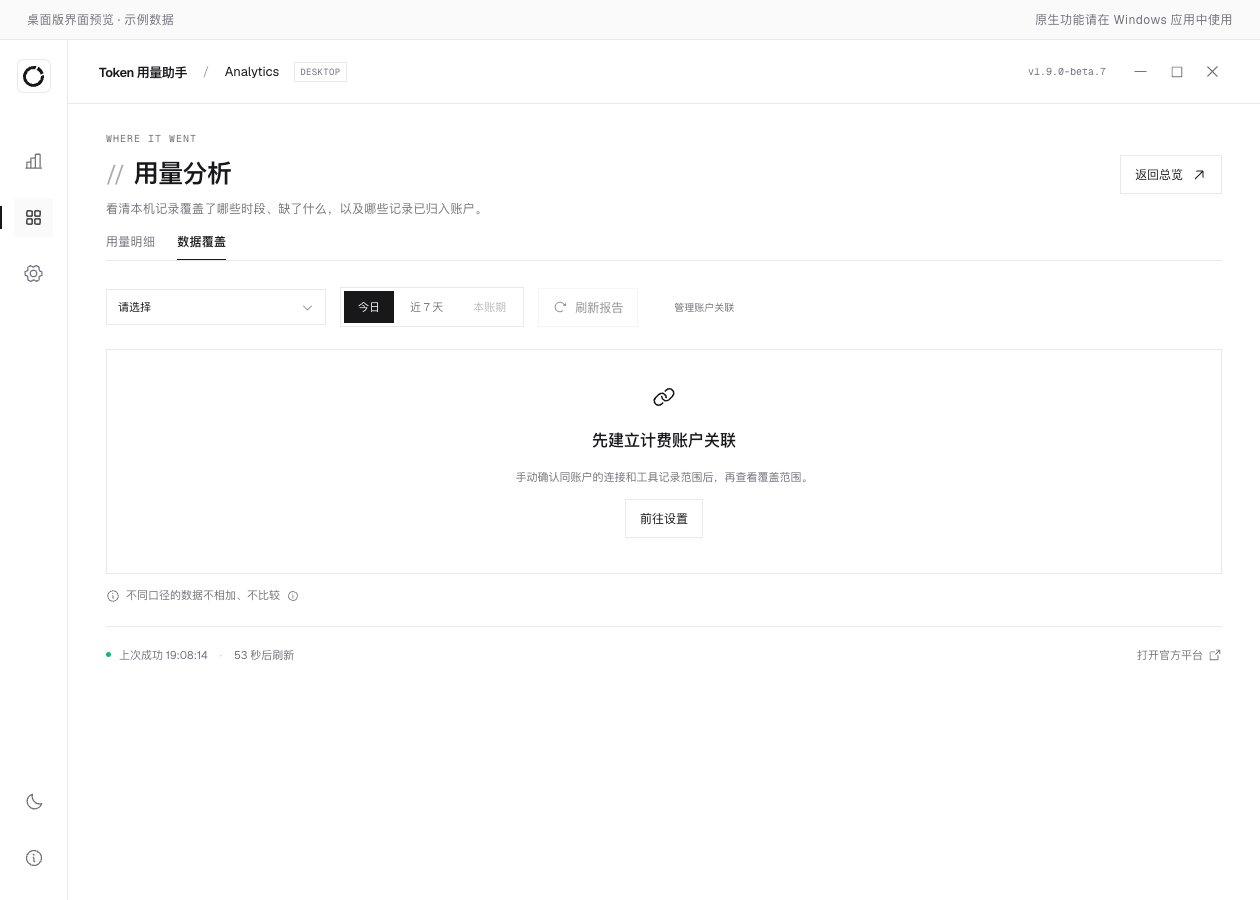 桌面版界面预览 · 示例数据
原生功能请在 Windows 应用中使用
Token 用量助手 / Analytics DESKTOP
v1.9.0-beta.7
WHERE IT WENT
// 用量分析
返回总览
看清本机记录覆盖了哪些时段、缺了什么，以及哪些记录已归入账户。
用量明细 数据覆盖
请选择 今日 近 7 天 本账期 刷新报告 管理账户关联
先建立计费账户关联
手动确认同账户的连接和工具记录范围后，再查看覆盖范围。
前往设置
不同口径的数据不相加、不比较
上次成功 19:08:14 · 53 秒后刷新
打开官方平台